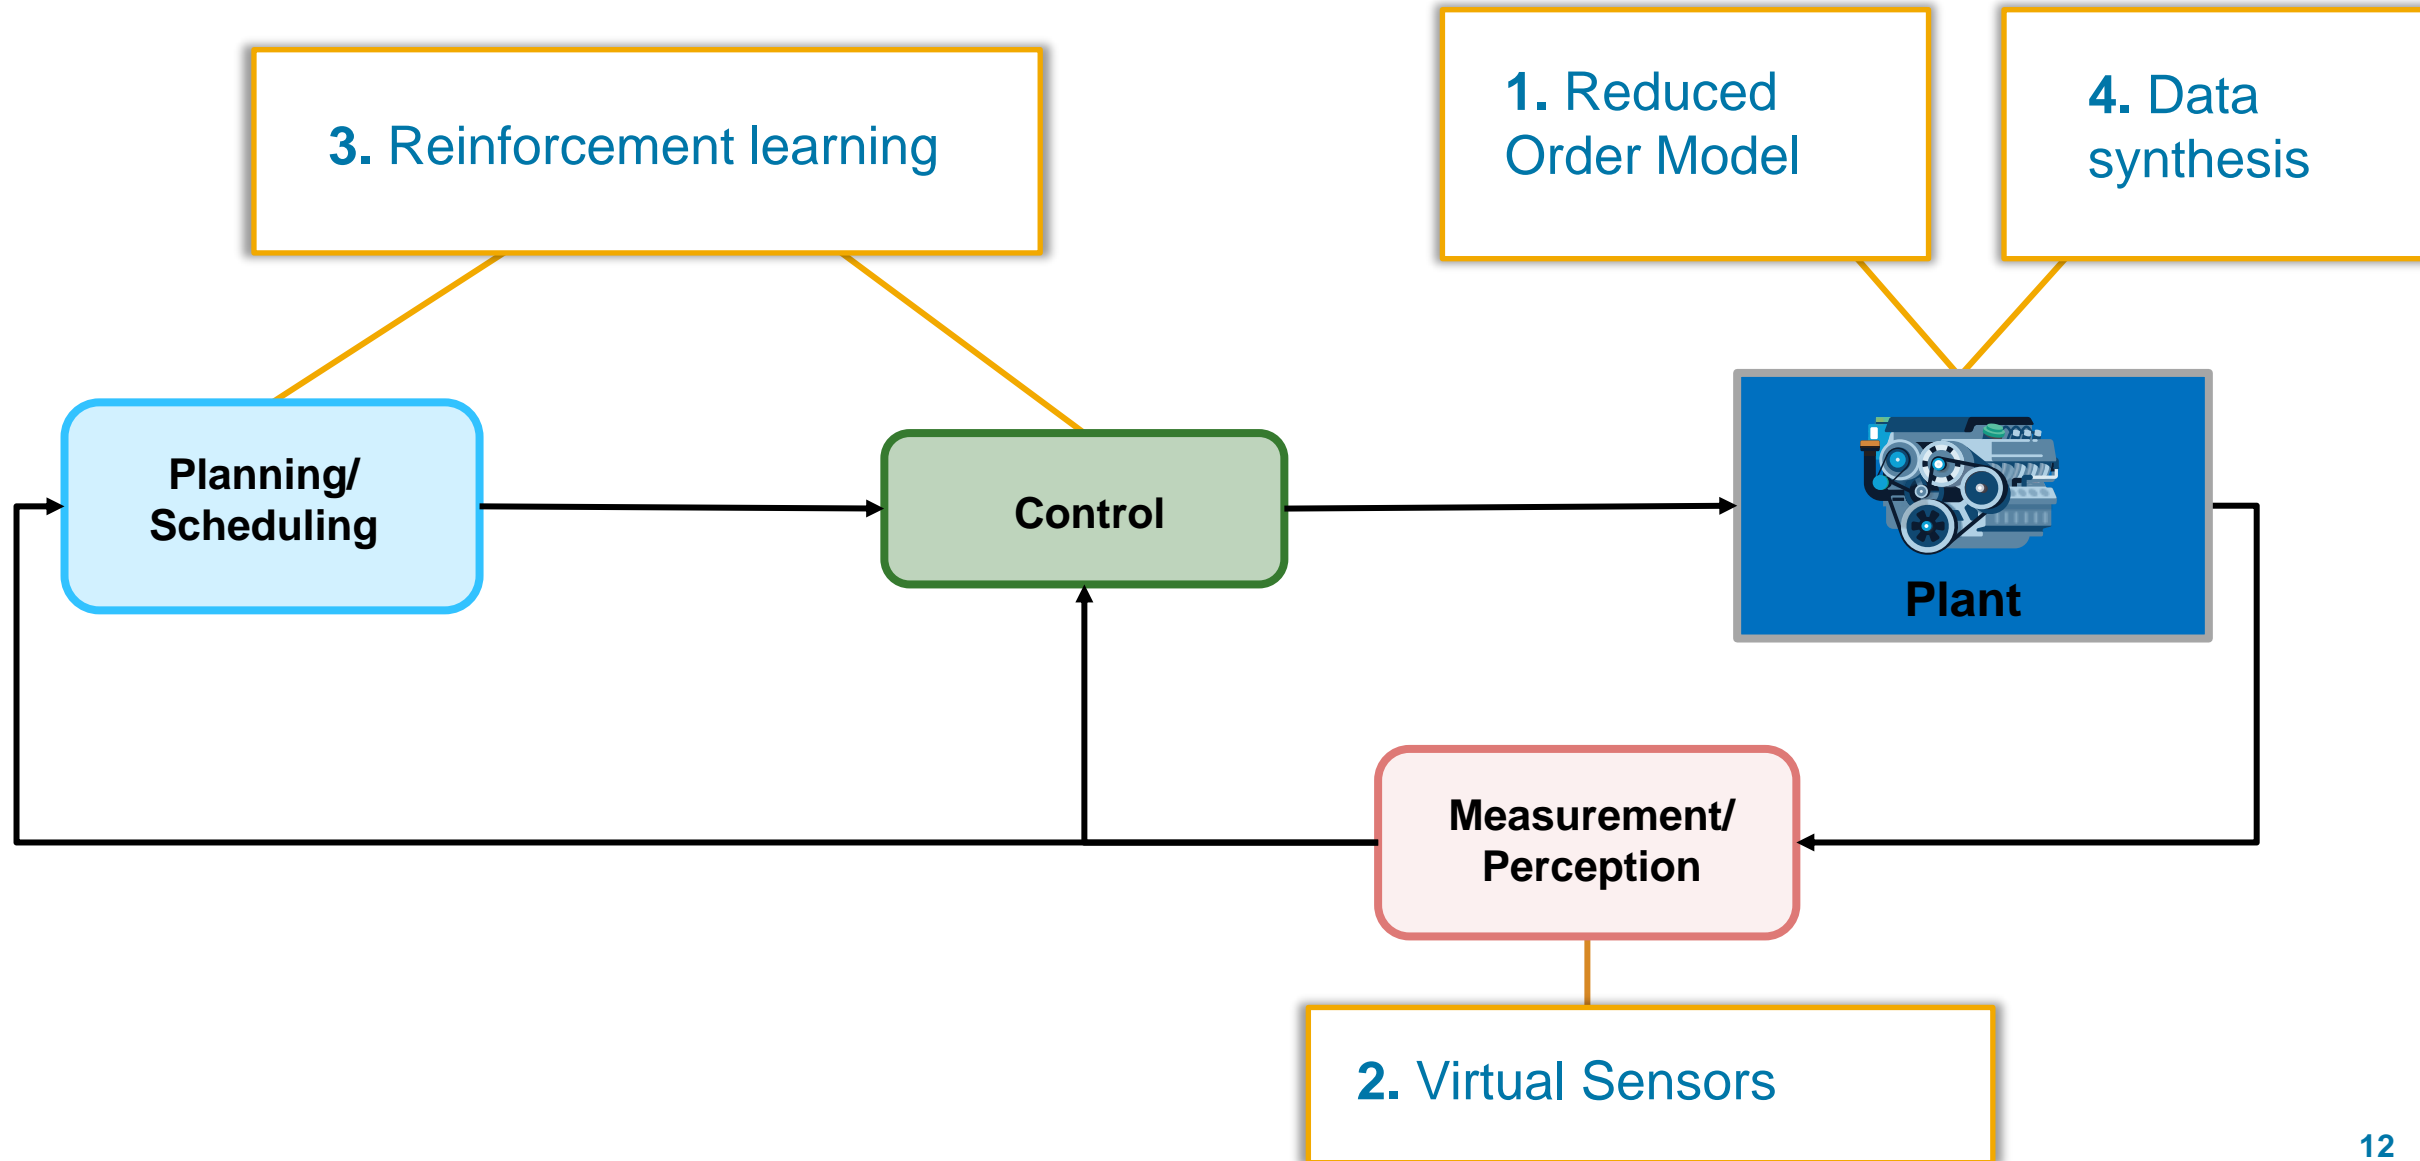 3. Reinforcement learning
1. Reduced
Order Model
4. Data
synthesis
Planning/
Scheduling
Control
Plant
Measurement/
Perception
2. Virtual Sensors
12